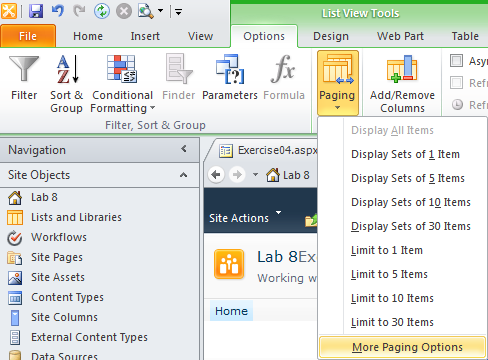 List View Tools
File Home Insert View Options Design Web Part Table
Filter Sort & Group Conditional Formatting Finder Parameters Formula Paging Add/Remove Columns
Filter, Sort & Group
Navigation
Site Objects
Lab 8
Lists and Libraries
Workflows
Site Pages
Site Assets
Content Types
Site Columns
External Content Types
Data Sources
Exercise04.aspx
Lab 8
Site Actions
Lab 8
Working w
Home
Display All Items
Display Sets of 1 Item
Display Sets of 5 Items
Display Sets of 10 Items
Display Sets of 30 Items
Limit to 1 Item
Limit to 5 Items
Limit to 10 Items
Limit to 30 Items
More Paging Options